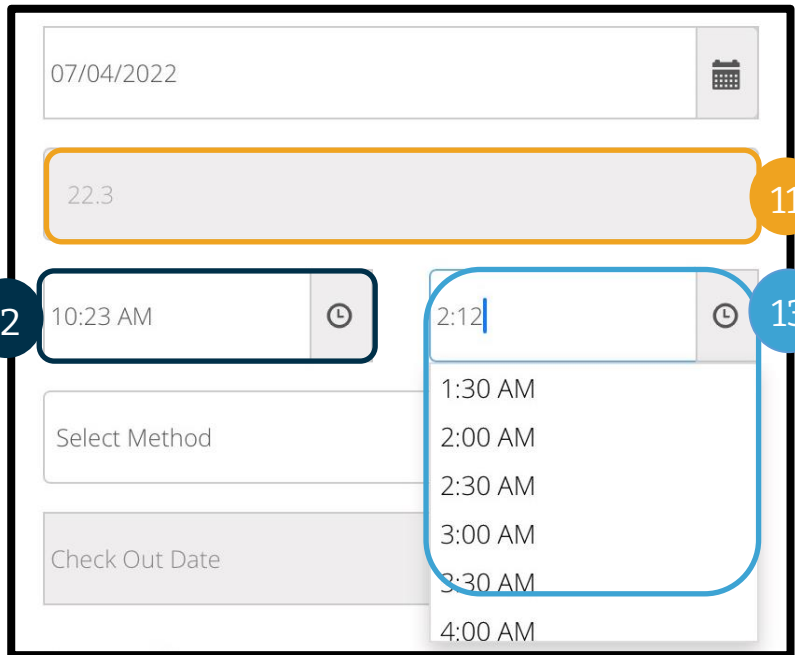 07/04/2022
22.3
11
2
10:23 AM
2:12
13
1:30 AM
2:00 AM
2:30 AM
3:00 AM
3:30 AM
4:00 AM
Select Method
Check Out Date